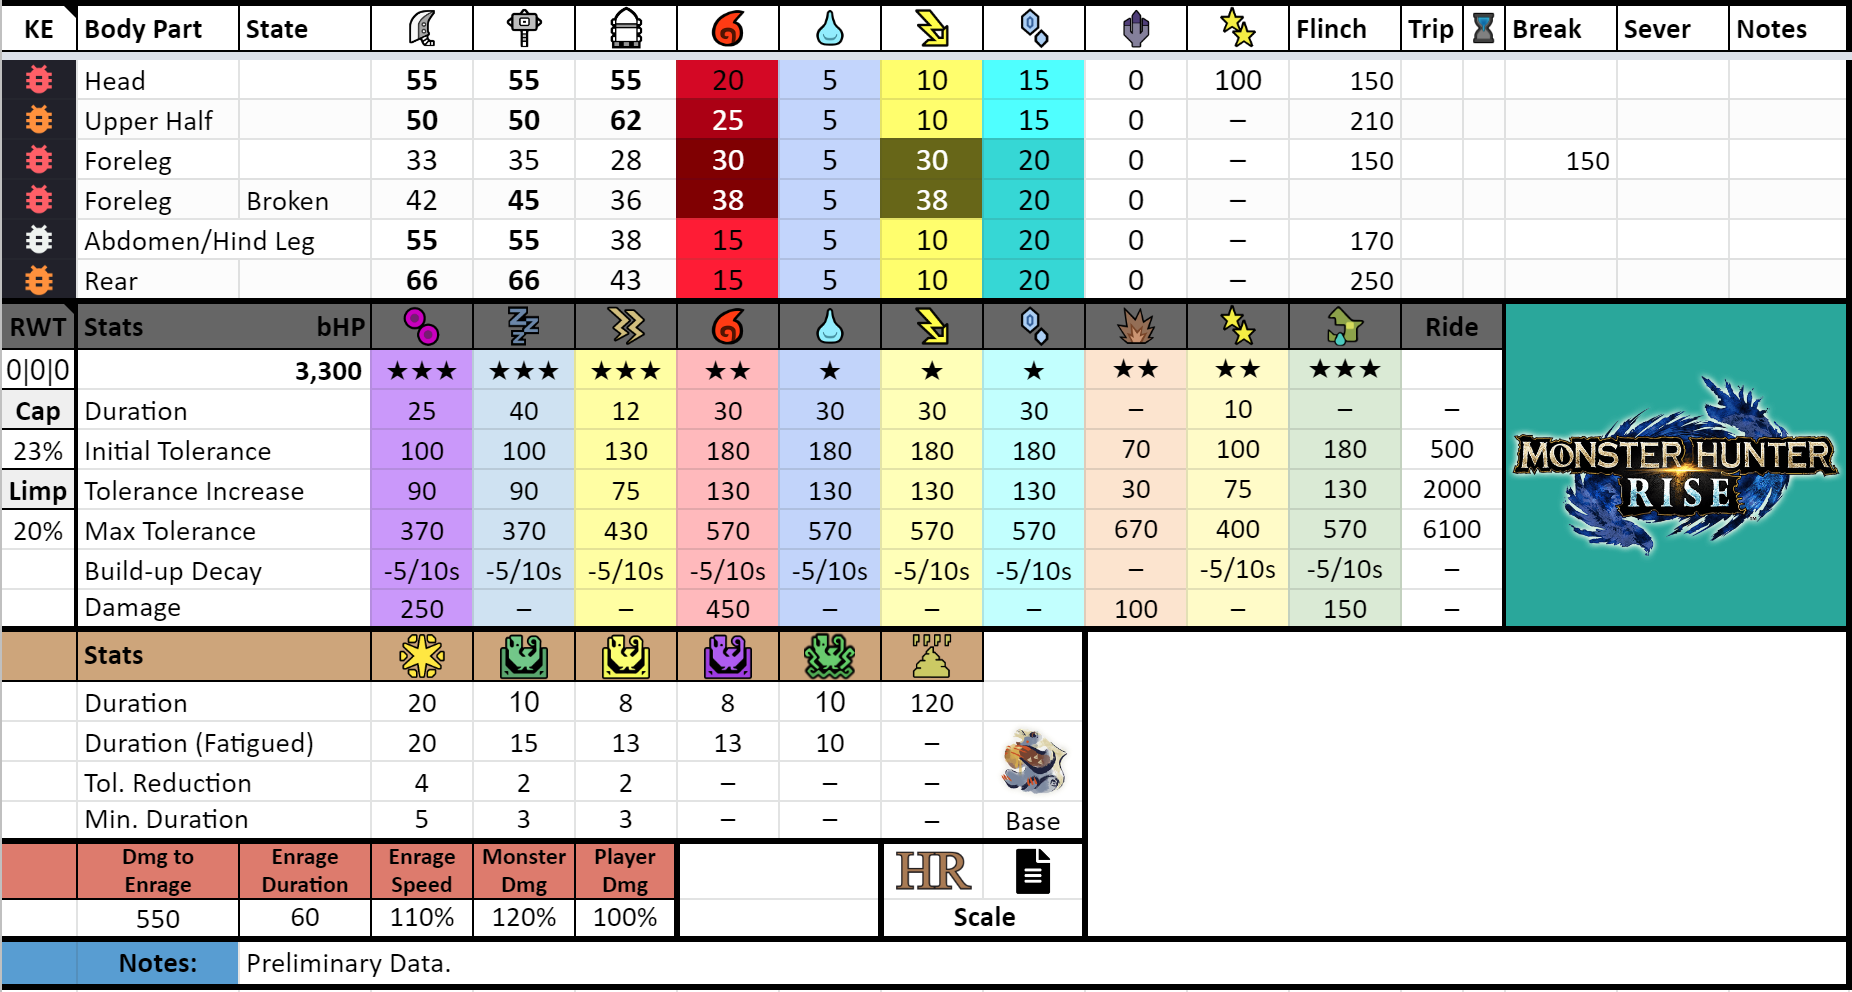 KE Body Part State Flinch Trip Break Sever Notes
Head 55 55 55 20 5 10 15 0 100 150
Upper Half 50 50 62 25 5 10 15 0 – 210
Foreleg 33 35 28 30 5 30 20 0 – 150 150
Foreleg Broken 42 45 36 38 5 38 20 0 –
Abdomen/Hind Leg 55 55 38 15 5 10 20 0 – 170
Rear 66 66 43 15 5 10 20 0 – 250
RWT Stats bHP Ride
0|0|0 3,300 ★★★ ★★★ ★★★ ★★ ★ ★ ★ ★★ ★★ ★★★
Cap Duration 25 40 12 30 30 30 30 – 10 – –
23% Initial Tolerance 100 100 130 180 180 180 180 70 100 180 500
Limp Tolerance Increase 90 90 75 130 130 130 130 30 75 130 2000
20% Max Tolerance 370 370 430 570 570 570 570 670 400 570 6100
Build-up Decay -5/10s -5/10s -5/10s -5/10s -5/10s -5/10s -5/10s – -5/10s -5/10s –
Damage 250 – – 450 – – – 100 – 150 –
MONSTER HUNTER
RISE
Stats
Duration 20 10 8 8 10 120
Duration (Fatigued) 20 15 13 13 10 –
Tol. Reduction 4 2 2 – – –
Min. Duration 5 3 3 – – – Base
Dmg to Enrage Enrage Monster Player
Enrage Duration Speed Dmg Dmg
HR
550 60 110% 120% 100% Scale
Notes: Preliminary Data.